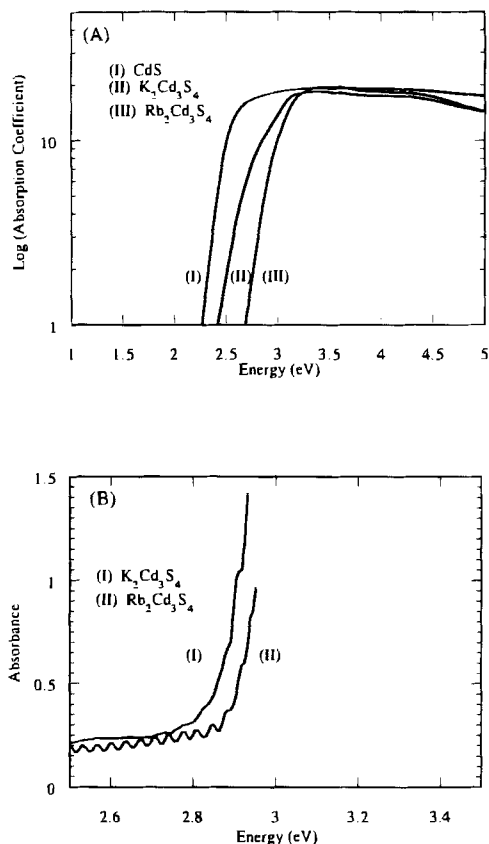 (A)
(I) CdS
(II) K₂Cd₃S₄
(III) Rb₂Cd₃S₄
Log (Absorption Coefficient)
10
1
(I)
(II)
(III)
1 1.5 2 2.5 3 3.5 4 4.5 5
Energy (eV)
(B)
(I) K₂Cd₃S₄
(II) Rb₂Cd₃S₄
Absorbance
1.5
1
0.5
0
(I)
(II)
2.6 2.8 3 3.2 3.4
Energy (eV)